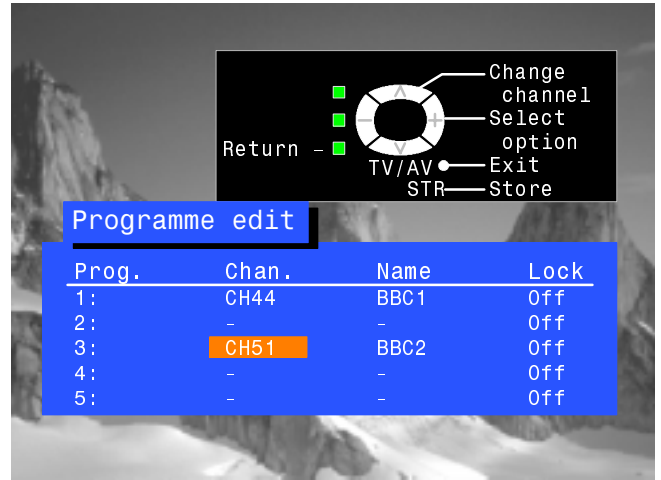 Change
channel
Select
option
Return –
TV/AV Exit
STR Store
Programme edit
Prog. Chan. Name Lock
1: CH44 BBC1 Off
2: – – Off
3: CH51 BBC2 Off
4: – – Off
5: – – Off